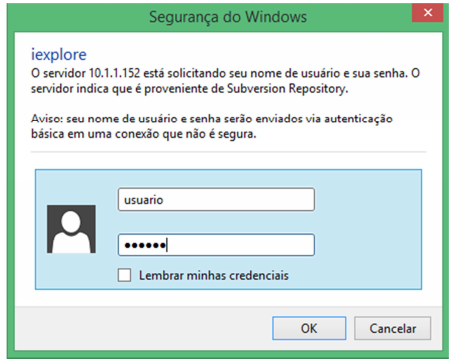 Segurança do Windows
iexplore
O servidor 10.1.1.152 está solicitando seu nome de usuário e sua senha. O
servidor indica que é proveniente de Subversion Repository.
Aviso: seu nome de usuário e senha serão enviados via autenticação
básica em uma conexão que não é segura.
usuario
••••••
Lembrar minhas credenciais
OK Cancelar